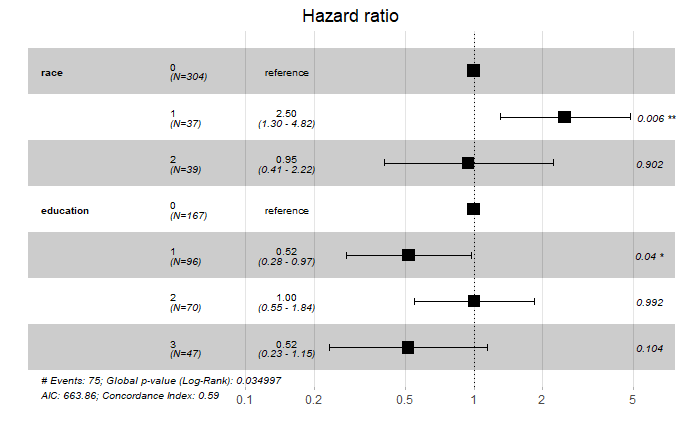 Hazard ratio
race
0
(N=304)
reference
1
(N=37)
2.50
(1.30 - 4.82)
0.006 **
2
(N=39)
0.95
(0.41 - 2.22)
0.902
education
0
(N=167)
reference
1
(N=96)
0.52
(0.28 - 0.97)
0.04 *
2
(N=70)
1.00
(0.55 - 1.84)
0.992
3
(N=47)
0.52
(0.23 - 1.15)
0.104
# Events: 75; Global p-value (Log-Rank): 0.034997
AIC: 663.86; Concordance Index: 0.59
0.1 0.2 0.5 1 2 5